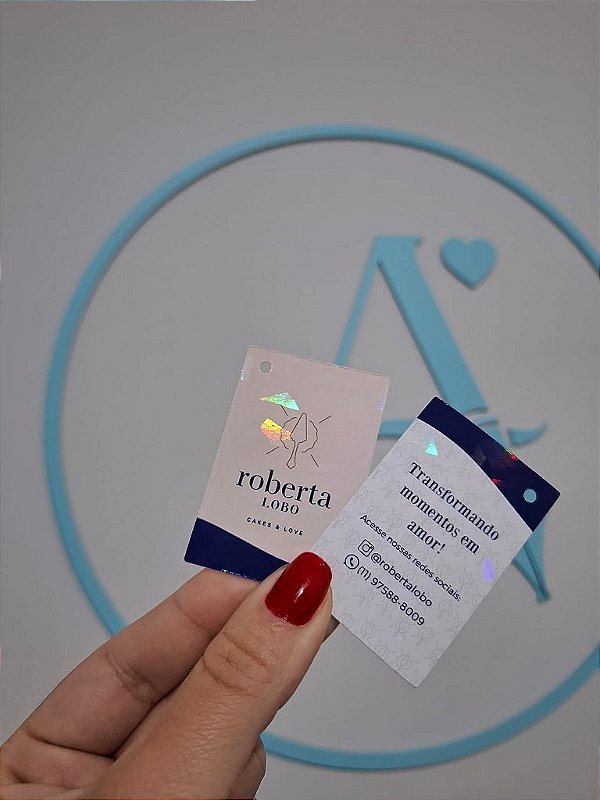 roberta
LOBO
CAKES & LOVE
Transformando
momentos em
amor!
Acesse nossas redes sociais:
@robertalobo
(11) 97588-8009
A